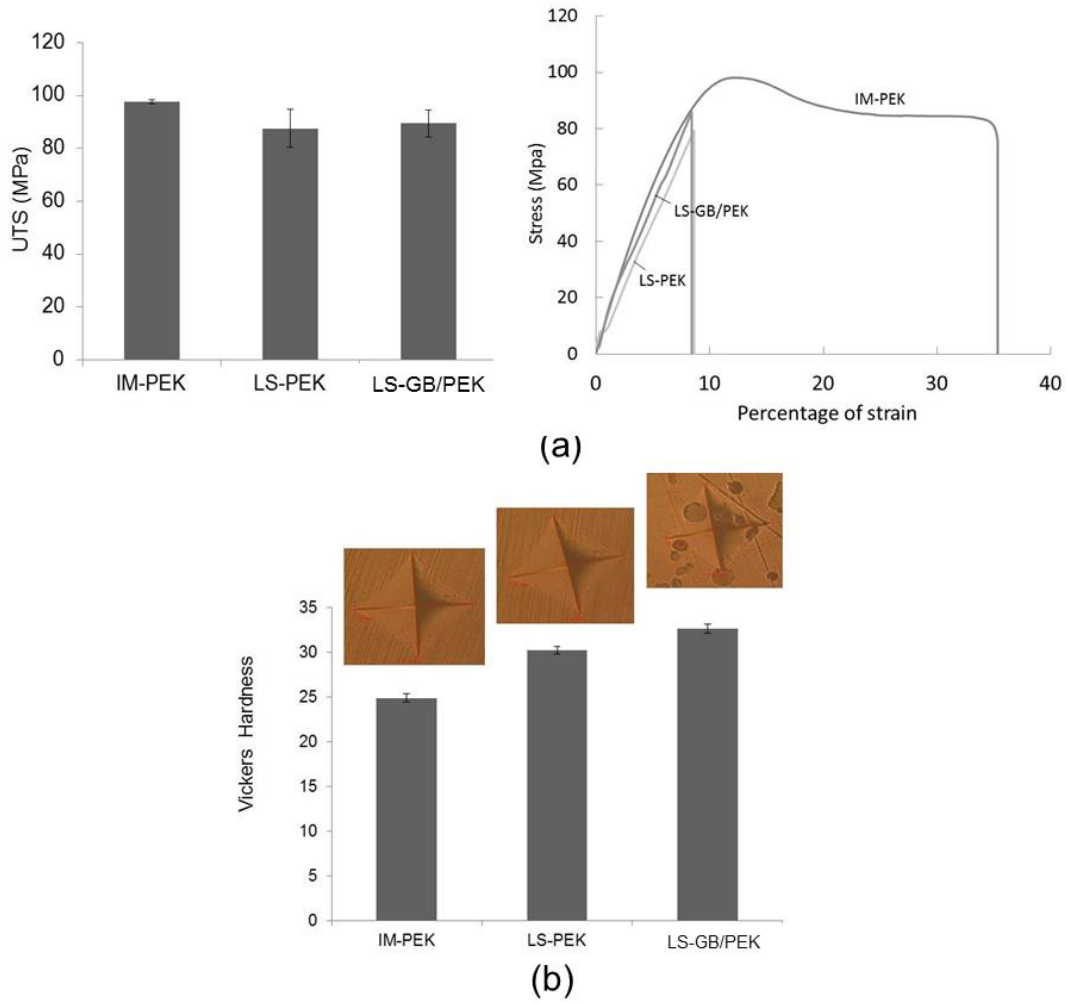 120
100
80
60
40
20
0
UTS (MPa)
IM-PEK
LS-PEK
LS-GB/PEK
120
100
80
60
40
20
0
Stress (Mpa)
IM-PEK
LS-GB/PEK
LS-PEK
0
10
20
30
40
Percentage of strain
(a)
35
30
25
20
15
10
5
0
Vickers Hardness
IM-PEK
LS-PEK
LS-GB/PEK
(b)